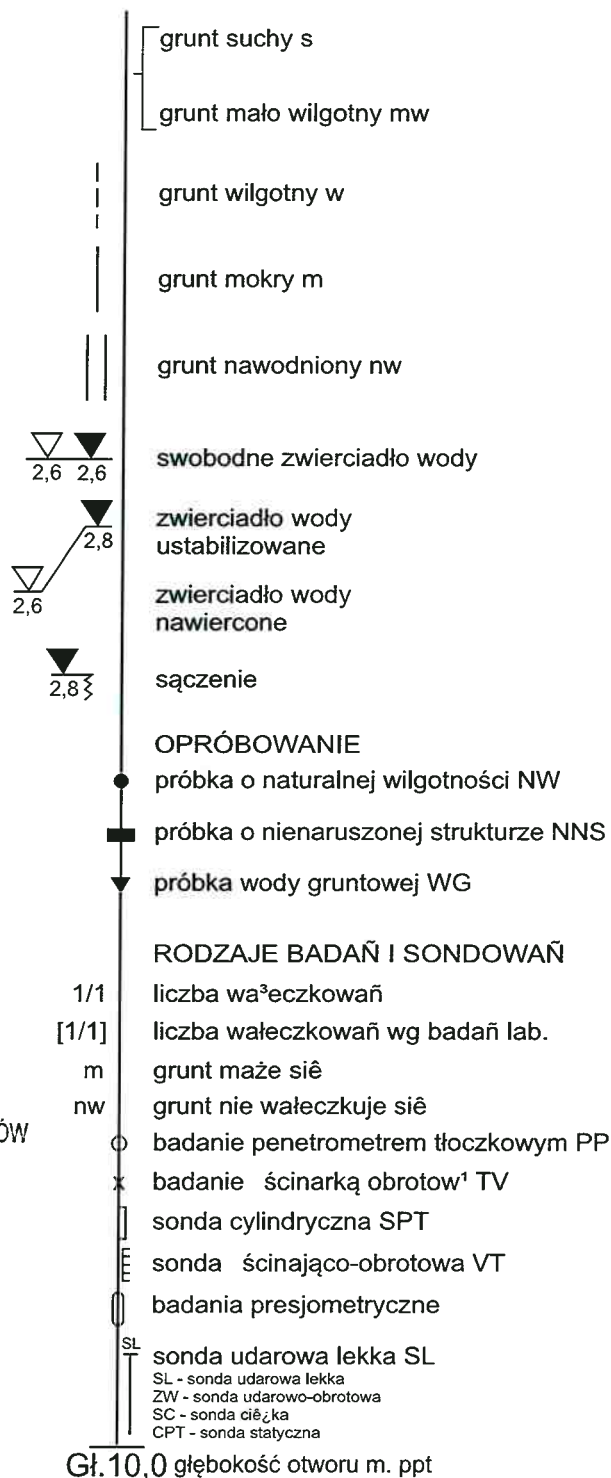 grunt suchy s
grunt mało wilgotny mw
grunt wilgotny w
grunt mokry m
grunt nawodniony nw
2,6 2,6 swobodne zwierciadło wody
2,8 zwierciadło wody
ustabilizowane
2,6 zwierciadło wody
nawiercone
2,8 sączenie
OPRÓBOWANIE
próbka o naturalnej wilgotności NW
próbka o nienaruszonej strukturze NNS
próbka wody gruntowej WG
RODZAJE BADAÑ I SONDOWAÑ
1/1 liczba wa³eczkowañ
[1/1] liczba wałeczkowañ wg badañ lab.
m grunt maże siê
nw grunt nie wałeczkuje siê
ÓW
badanie penetrometrem tłoczkowym PP
x badanie ścinarką obrotow¹ TV
sonda cylindryczna SPT
sonda ścinająco-obrotowa VT
badania presjometryczne
SL sonda udarowa lekka SL
SL - sonda udarowa lekka
ZW - sonda udarowo-obrotowa
SC - sonda ciê¿ka
CPT - sonda statyczna
Gł.10,0 głębokość otworu m. ppt